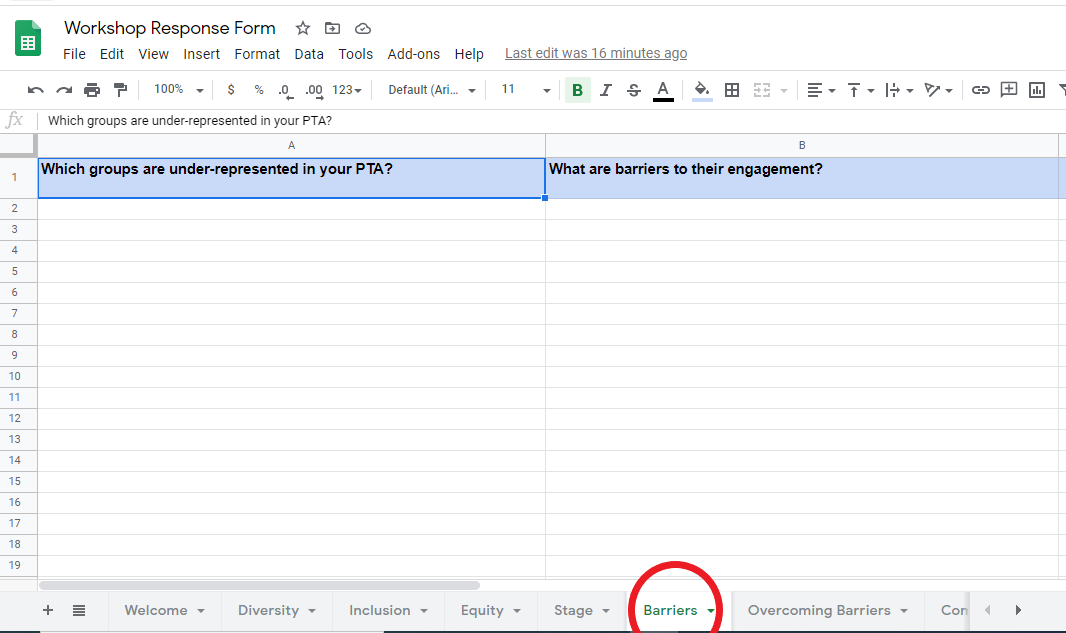 Workshop Response Form
File Edit View Insert Format Data Tools Add-ons Help Last edit was 16 minutes ago
100% $ % .0 .00 123 Default (Ari... 11 B I S A
fx Which groups are under-represented in your PTA?
A B
1 Which groups are under-represented in your PTA? What are barriers to their engagement?
2
3
4
5
6
7
8
9
10
11
12
13
14
15
16
17
18
19
+ Welcome Diversity Inclusion Equity Stage Barriers Overcoming Barriers